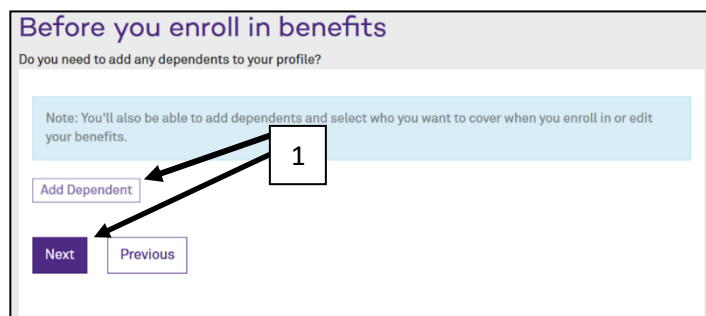 Before you enroll in benefits
Do you need to add any dependents to your profile?
Note: You'll also be able to add dependents and select who you want to cover when you enroll in or edit
your benefits.
1
Add Dependent
Next Previous